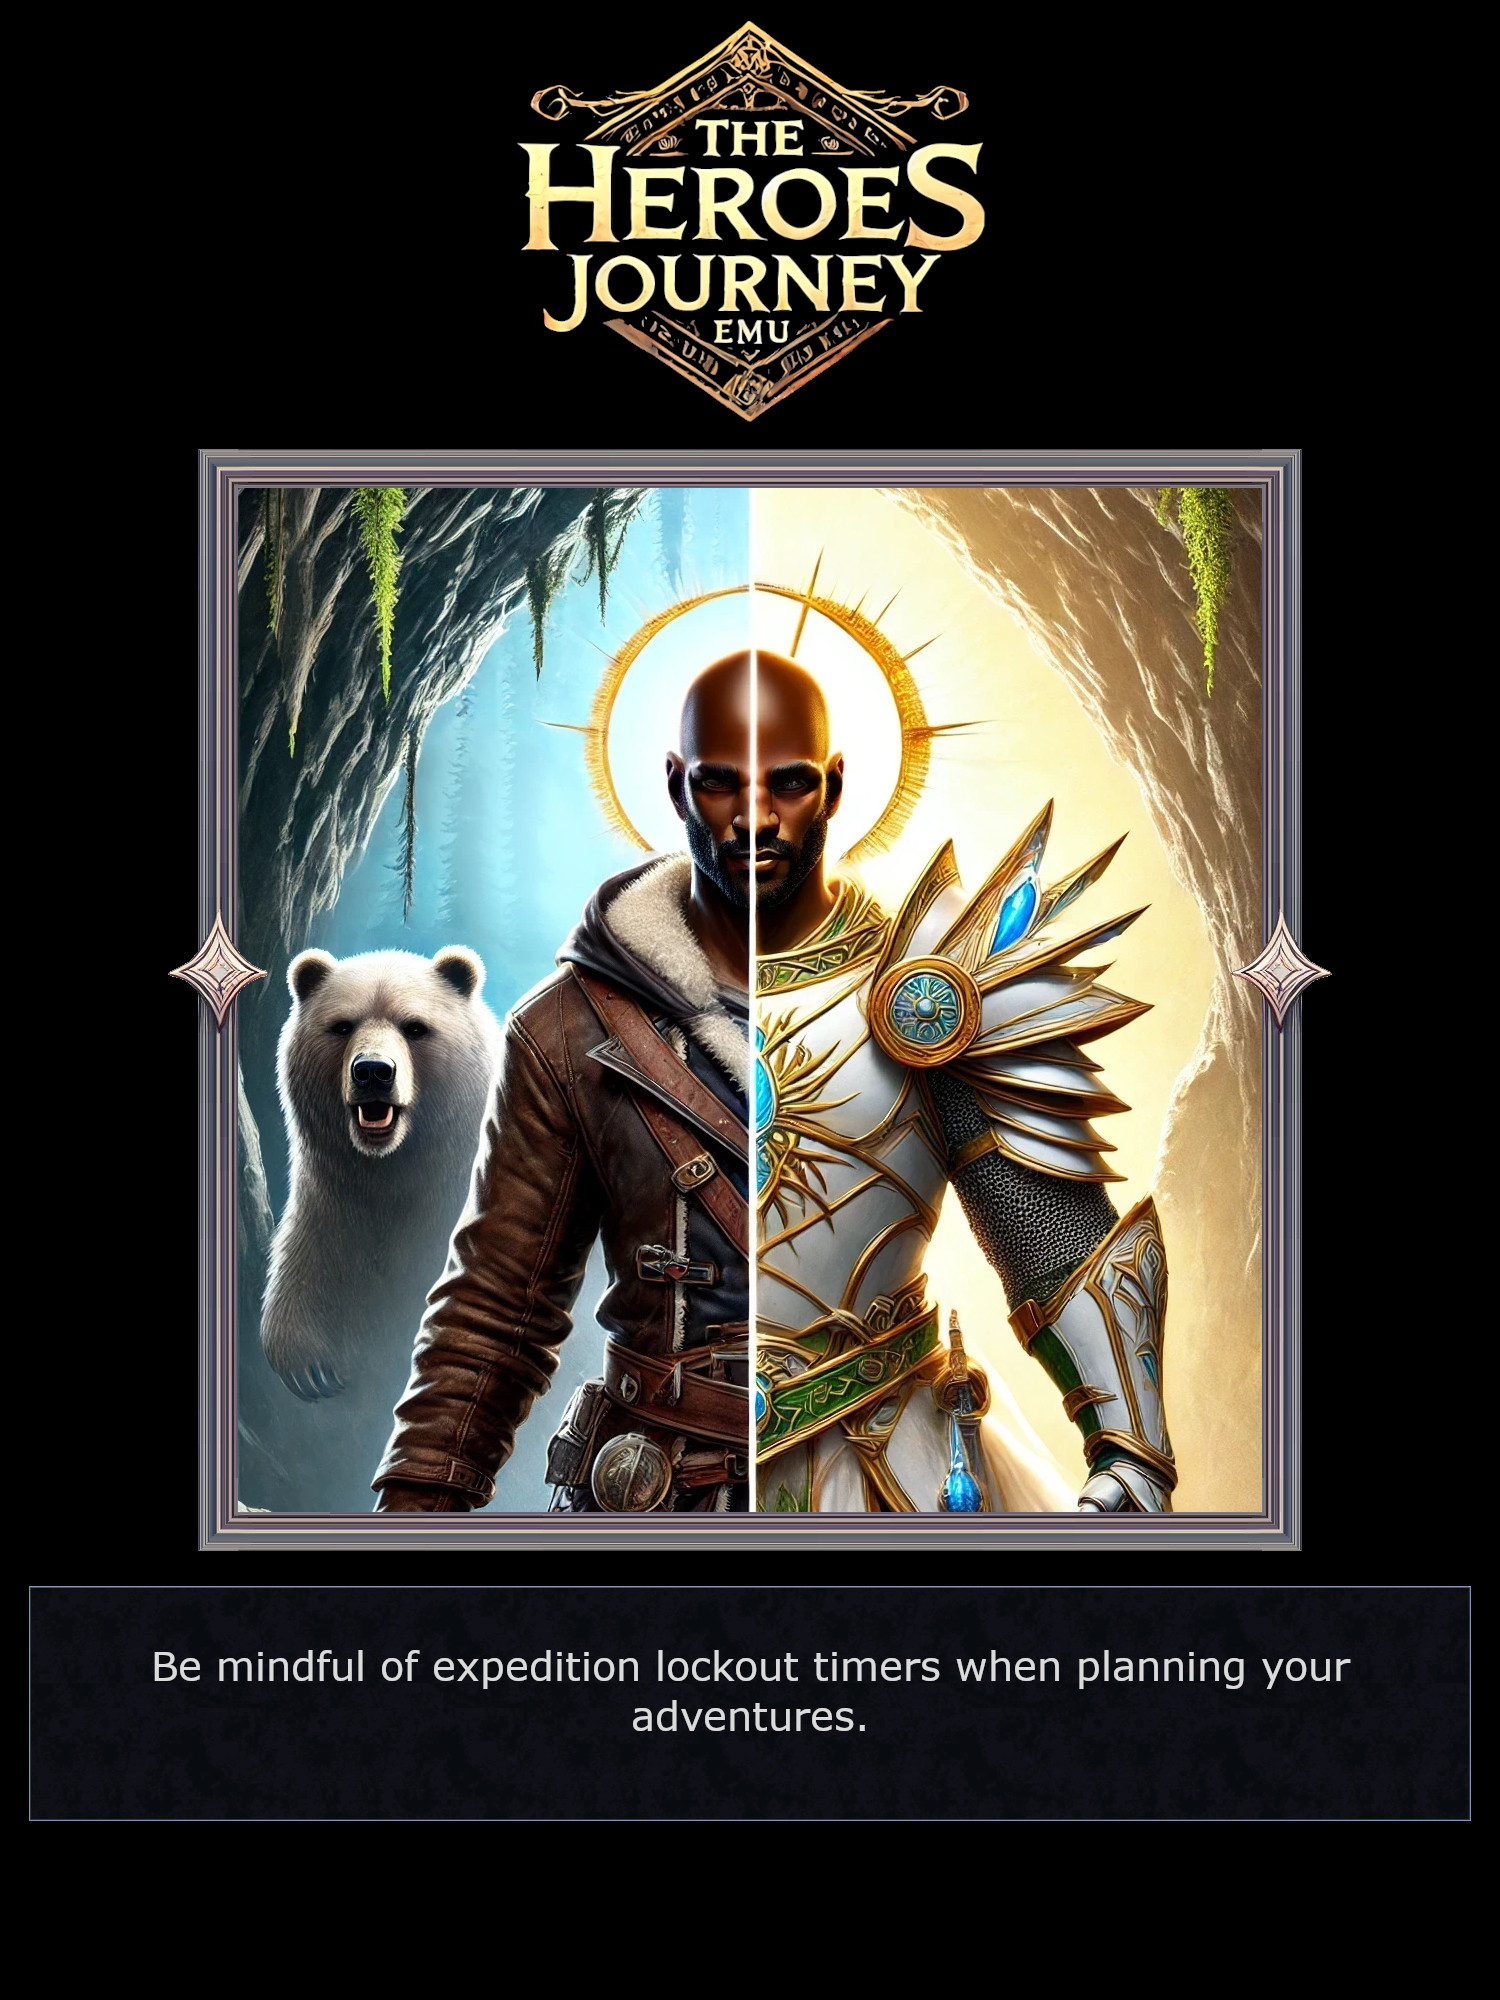 THE
HEROES
JOURNEY
EMU
Be mindful of expedition lockout timers when planning your
adventures.